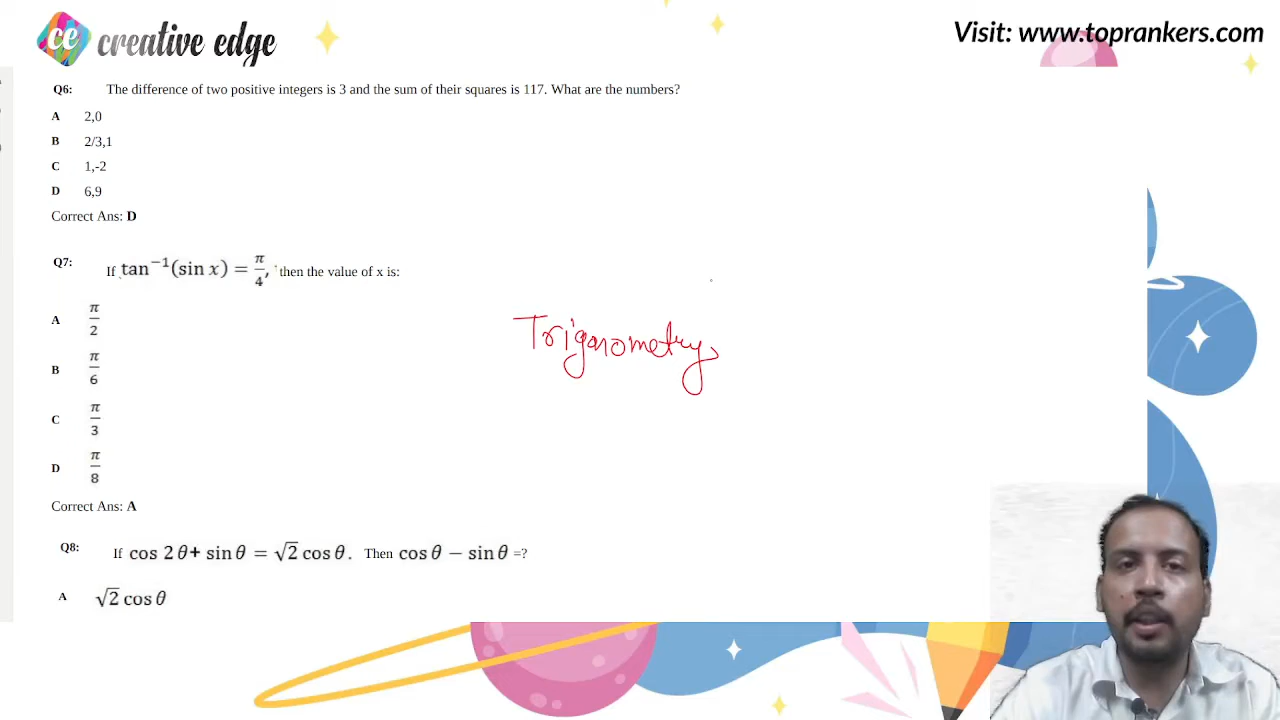 ce creative edge
Visit: www.toprankers.com
Q6: The difference of two positive integers is 3 and the sum of their squares is 117. What are the numbers?
A 2,0
B 2/3,1
C 1,-2
D 6,9
Correct Ans: D
Q7: If tan⁻¹(sin x) = π/4, then the value of x is:
A π/2
B π/6
Trigonometry
C π/3
D π/8
Correct Ans: A
Q8: If cos 2θ+ sin θ = √2 cos θ. Then cos θ − sin θ =?
A √2 cos θ